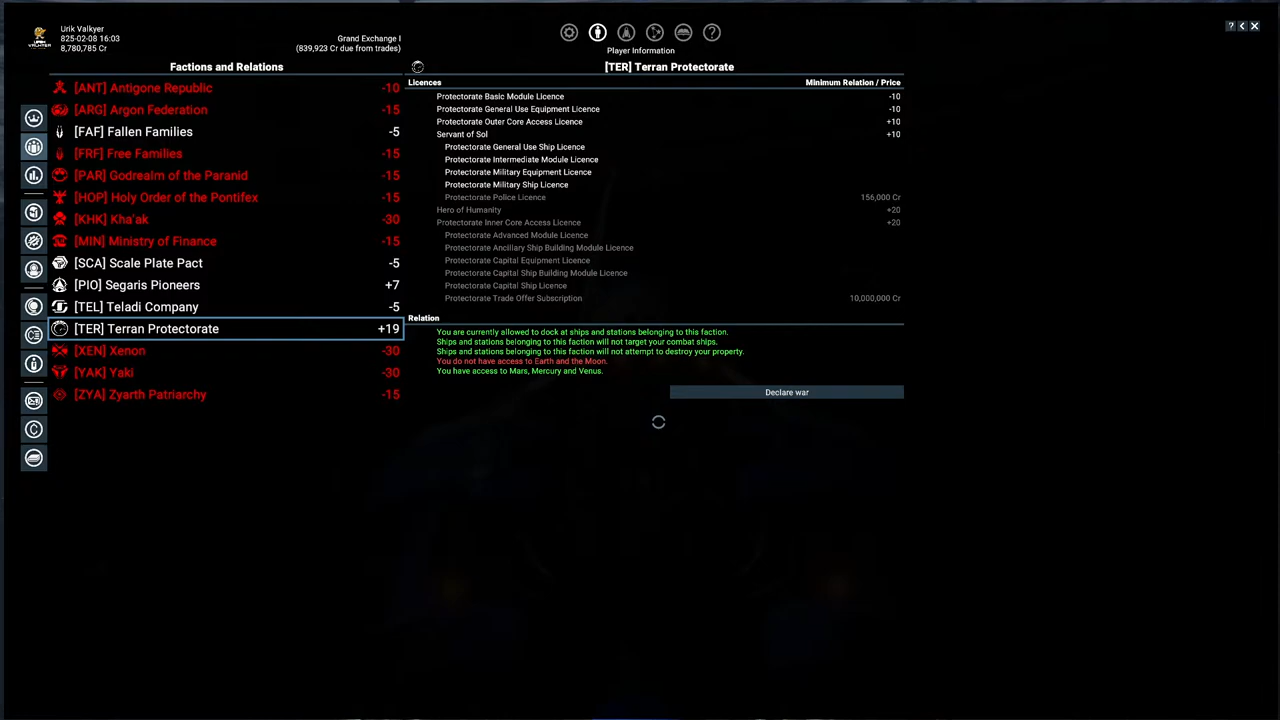 Urik Valkyer
825-02-08 16:03
8,780,785 Cr
Grand Exchange I
(839,923 Cr due from trades)
Player Information
? < X
Factions and Relations
[ANT] Antigone Republic -10
[ARG] Argon Federation -15
[FAF] Fallen Families -5
[FRF] Free Families -15
[PAR] Godrealm of the Paranid -15
[HOP] Holy Order of the Pontifex -15
[KHK] Kha'ak -30
[MIN] Ministry of Finance -15
[SCA] Scale Plate Pact -5
[PIO] Segaris Pioneers +7
[TEL] Teladi Company -5
[TER] Terran Protectorate +19
[XEN] Xenon -30
[YAK] Yaki -30
[ZYA] Zyarth Patriarchy -15
[TER] Terran Protectorate
Licences Minimum Relation / Price
Protectorate Basic Module Licence -10
Protectorate General Use Equipment Licence -10
Protectorate Outer Core Access Licence +10
Servant of Sol +10
Protectorate General Use Ship Licence
Protectorate Intermediate Module Licence
Protectorate Military Equipment Licence
Protectorate Military Ship Licence
Protectorate Police Licence 156,000 Cr
Hero of Humanity +20
Protectorate Inner Core Access Licence +20
Protectorate Advanced Module Licence
Protectorate Ancillary Ship Building Module Licence
Protectorate Capital Equipment Licence
Protectorate Capital Ship Building Module Licence
Protectorate Capital Ship Licence
Protectorate Trade Offer Subscription 10,000,000 Cr
Relation
You are currently allowed to dock at ships and stations belonging to this faction.
Ships and stations belonging to this faction will not target your combat ships.
Ships and stations belonging to this faction will not attempt to destroy your property.
You do not have access to Earth and the Moon.
You have access to Mars, Mercury and Venus.
Declare war